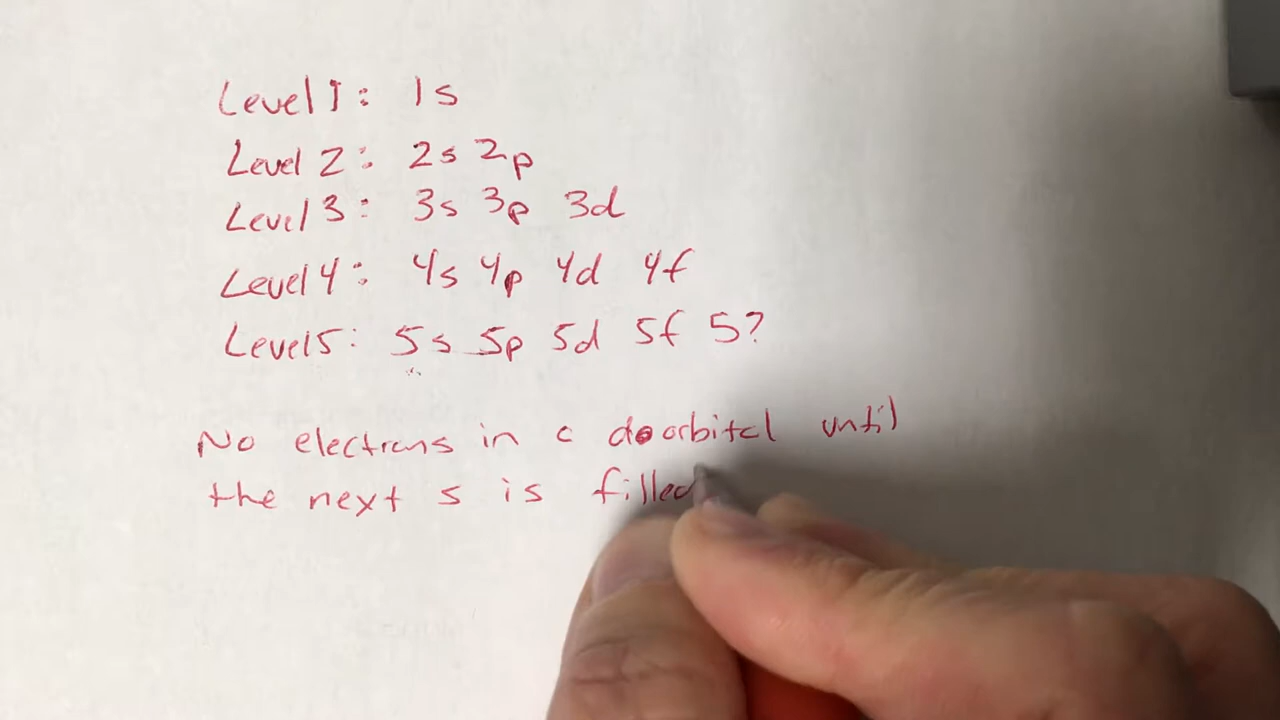 Level 1: 1s
Level 2: 2s 2p
Level 3: 3s 3p 3d
Level 4: 4s 4p 4d 4f
Level 5: 5s 5p 5d 5f 5?
No electrons in a d orbital until
the next s is filled